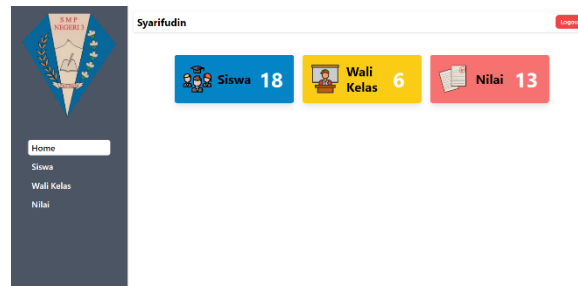 SMP
NEGERI 3
Syarifudin
Logout
Siswa 18
Wali
Kelas 6
Nilai 13
Home
Siswa
Wali Kelas
Nilai